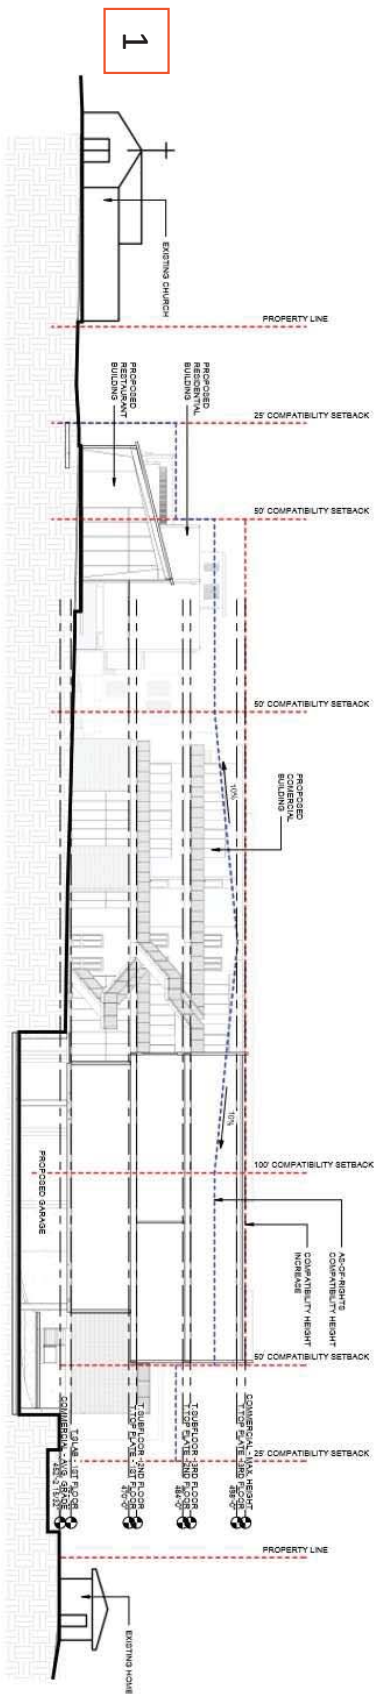 1
EXISTING CHURCH
PROPERTY LINE
PROPOSED
RESIDENTIAL
BUILDING
PROPOSED
RESTAURANT
BUILDING
25' COMPATIBILITY SETBACK
50' COMPATIBILITY SETBACK
50' COMPATIBILITY SETBACK
PROPOSED
COMERCIAL
BUILDING
10%
10%
100' COMPATIBILITY SETBACK
PROPOSED GARAGE
AS-OF-RIGHTS
COMPATIBILITY HEIGHT
COMPATIBILITY HEIGHT
INCREASE
50' COMPATIBILITY SETBACK
25' COMPATIBILITY SETBACK
COMMERCIAL - MAX. HEIGHT
T.TOP PLATE - 3RD FLOOR
T.SUBFLOOR - 3RD FLOOR
T.TOP PLATE - 2ND FLOOR
T.SUBFLOOR - 2ND FLOOR
T.TOP PLATE - 1ST FLOOR
T.SLAB - 1ST FLOOR
COMMERCIAL - AVG. GRADE
PROPERTY LINE
EXISTING HOME